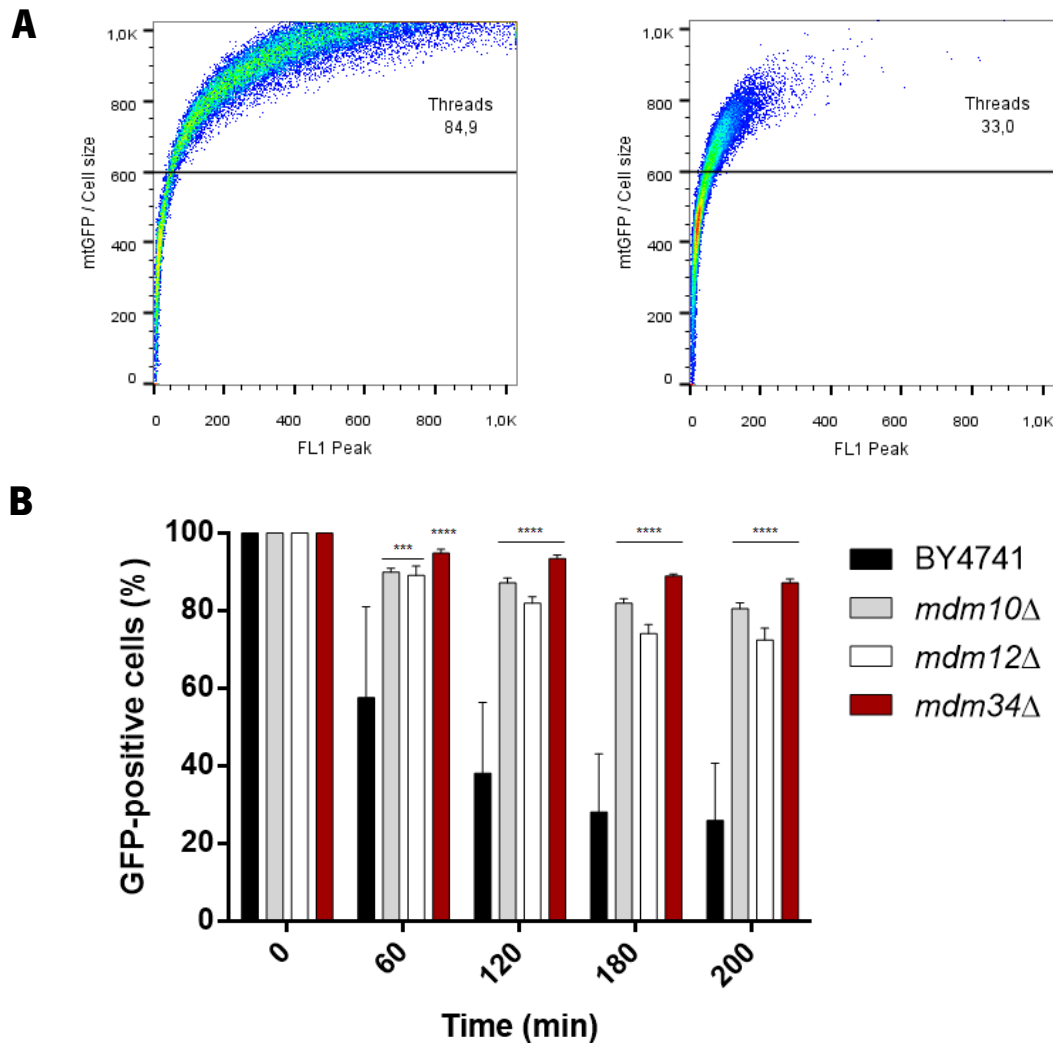 A
1,0K
800
600
400
200
0
mtGFP / Cell size
Threads
84,9
0 200 400 600 800 1,0K
FL1 Peak
1,0K
800
600
400
200
0
mtGFP / Cell size
Threads
33,0
0 200 400 600 800 1,0K
FL1 Peak
B
GFP-positive cells (%)
100
80
60
40
20
0
*** **** **** **** ****
0 60 120 180 200
Time (min)
BY4741
mdm10Δ
mdm12Δ
mdm34Δ